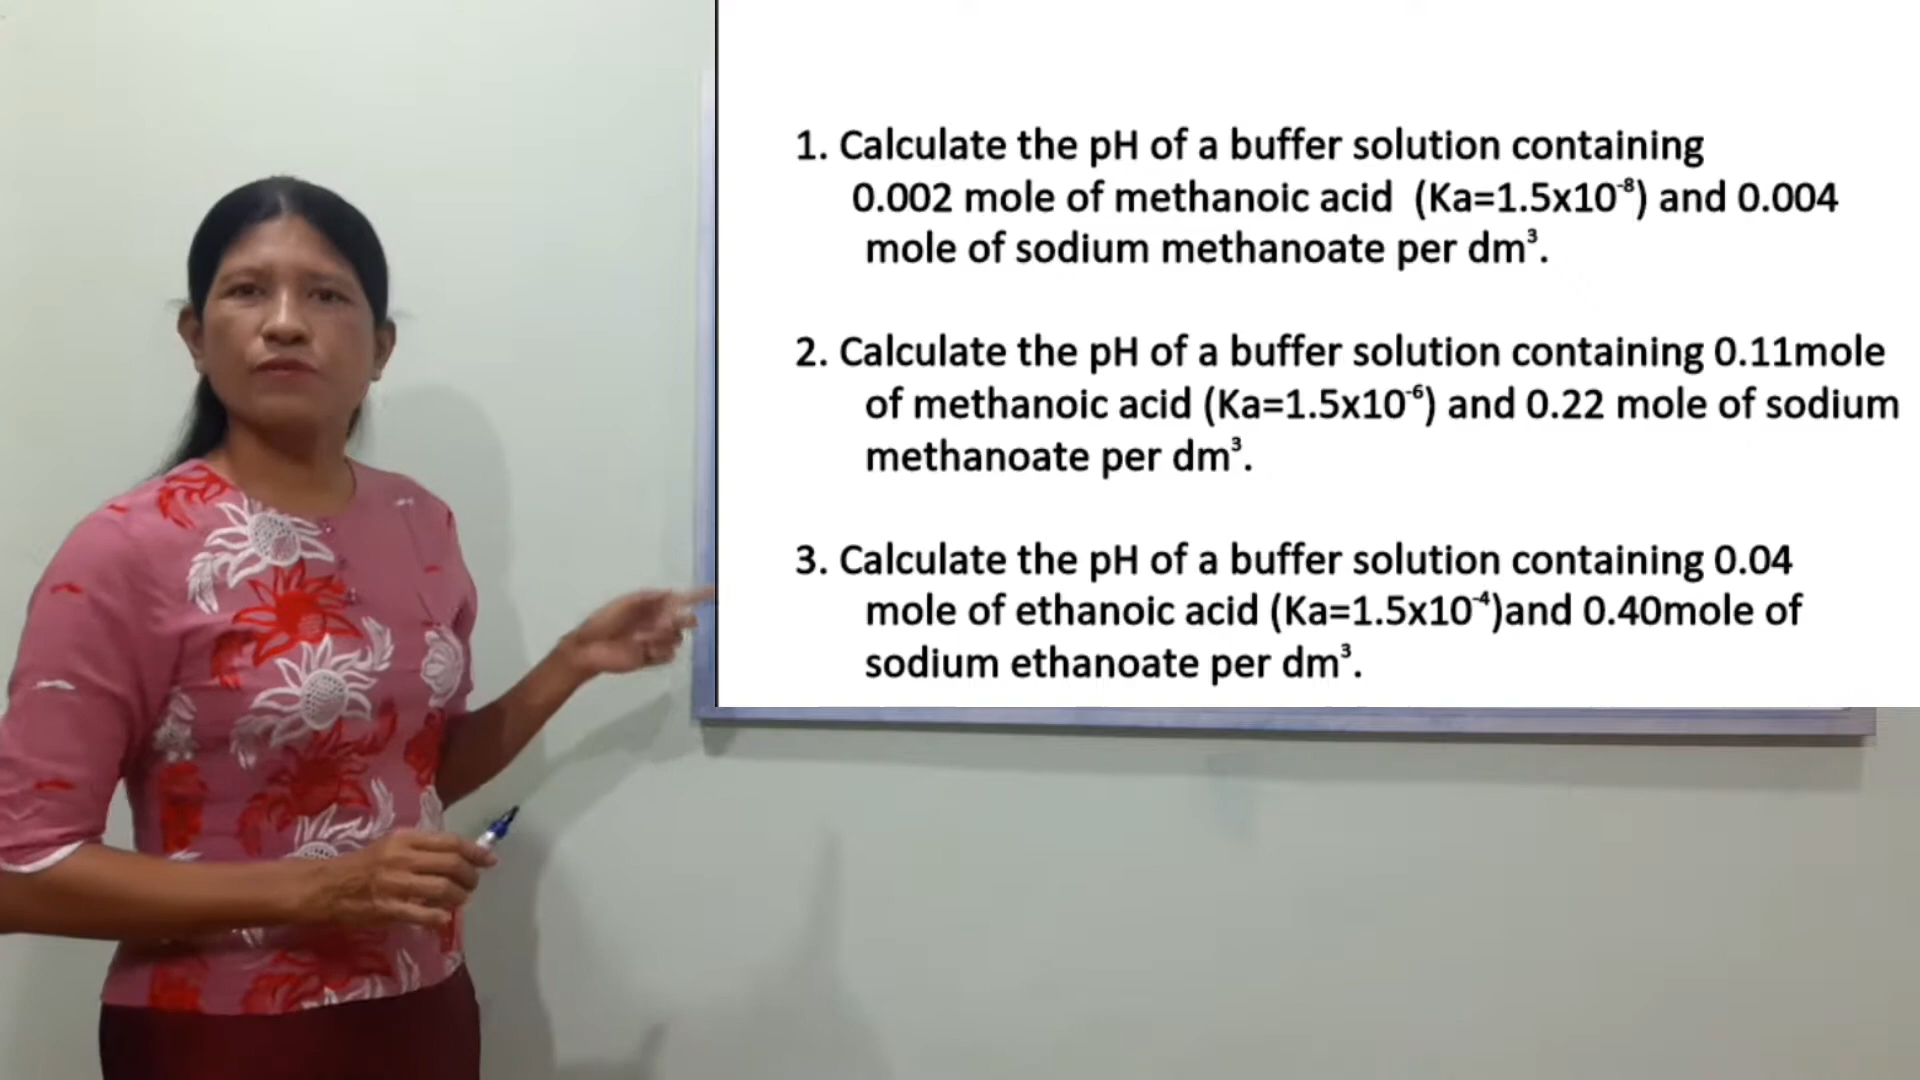 1. Calculate the pH of a buffer solution containing
0.002 mole of methanoic acid (Ka=1.5x10⁻⁸) and 0.004
mole of sodium methanoate per dm³.
2. Calculate the pH of a buffer solution containing 0.11mole
of methanoic acid (Ka=1.5x10⁻⁶) and 0.22 mole of sodium
methanoate per dm³.
3. Calculate the pH of a buffer solution containing 0.04
mole of ethanoic acid (Ka=1.5x10⁻⁴)and 0.40mole of
sodium ethanoate per dm³.